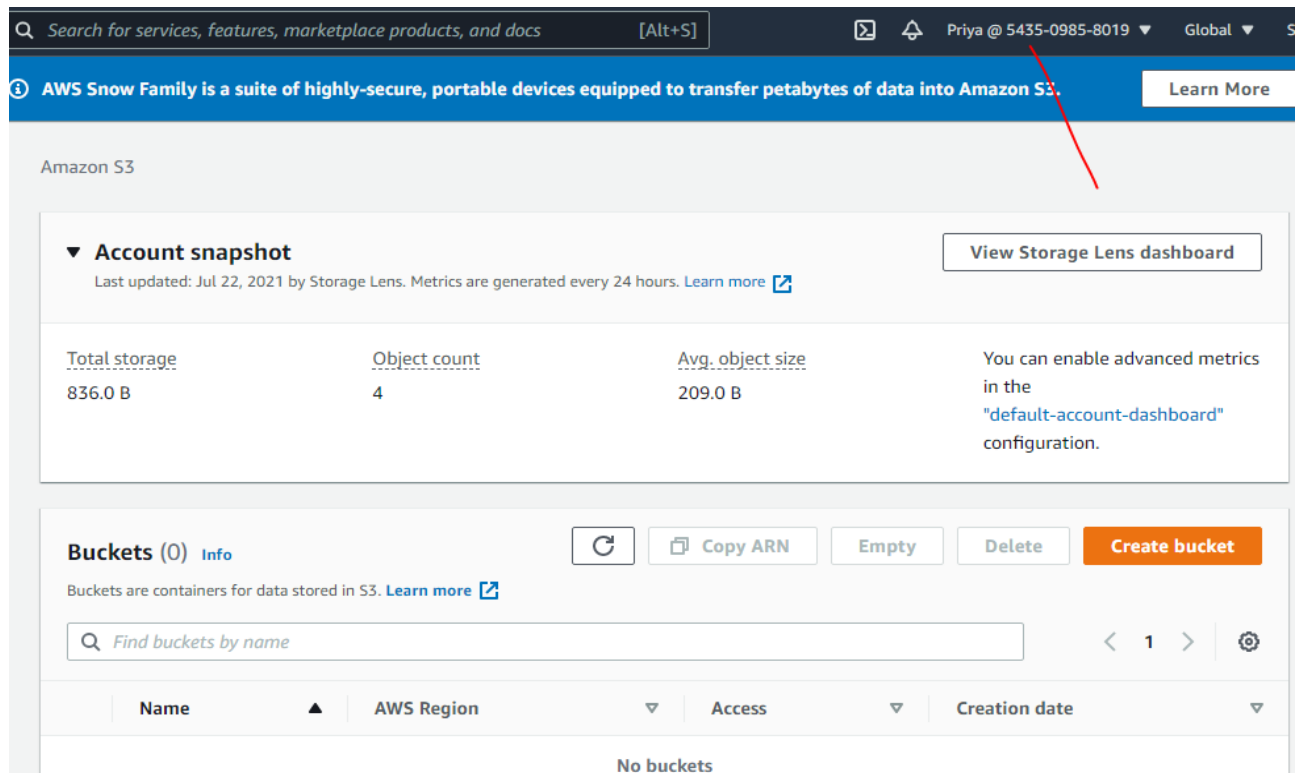 Search for services, features, marketplace products, and docs [Alt+S] Priya @ 5435-0985-8019 ▼ Global ▼ S
AWS Snow Family is a suite of highly-secure, portable devices equipped to transfer petabytes of data into Amazon S3. Learn More
Amazon S3
▼ Account snapshot View Storage Lens dashboard
Last updated: Jul 22, 2021 by Storage Lens. Metrics are generated every 24 hours. Learn more
Total storage Object count Avg. object size You can enable advanced metrics
836.0 B 4 209.0 B in the
"default-account-dashboard"
configuration.
Buckets (0) Info Copy ARN Empty Delete Create bucket
Buckets are containers for data stored in S3. Learn more
Find buckets by name < 1 >
Name ▲ AWS Region ▽ Access ▽ Creation date ▽
No buckets